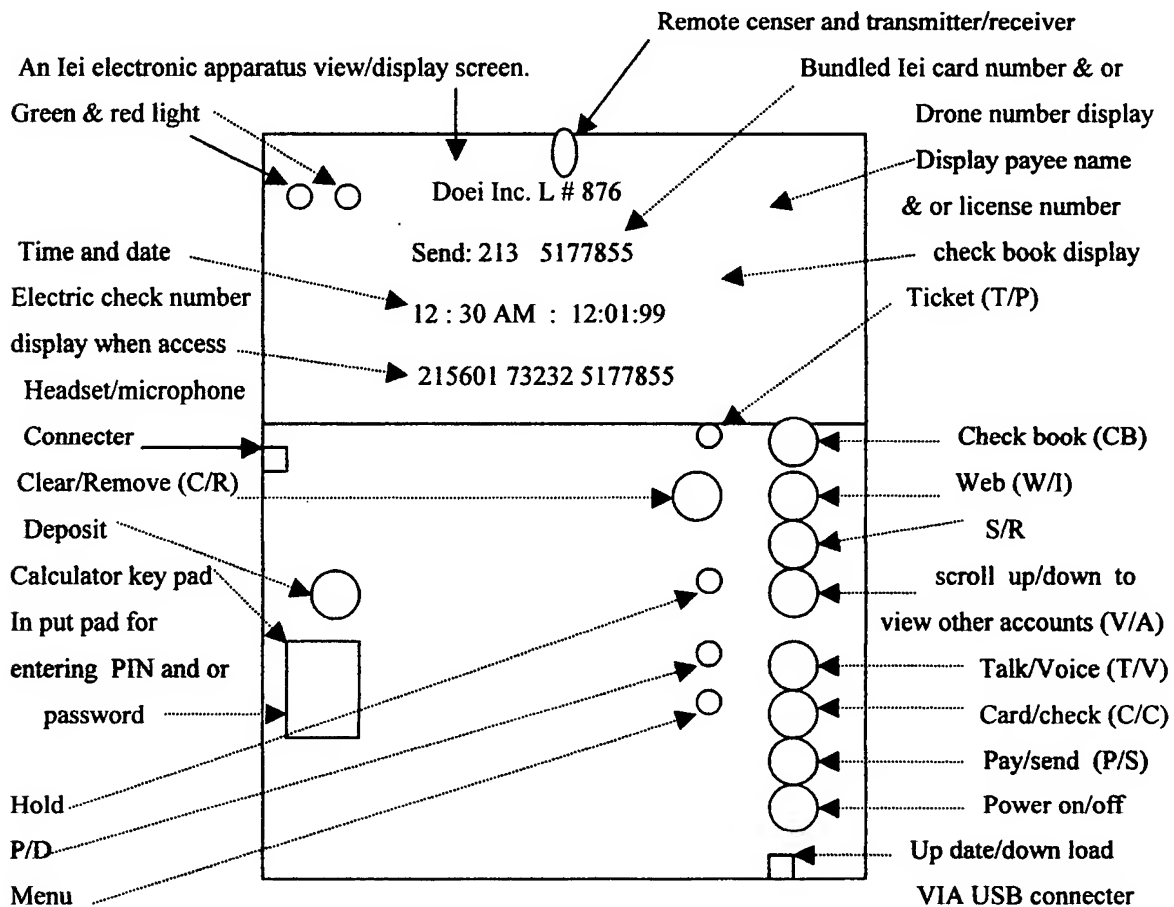 Remote censer and transmitter/receiver
An Iei electronic apparatus view/display screen.
Bundled Iei card number & or
Green & red light
Drone number display
Display payee name
Doei Inc. L # 876
& or license number
Send: 213 5177855
Time and date
check book display
Electric check number
12 : 30 AM : 12:01:99
Ticket (T/P)
display when access
215601 73232 5177855
Headset/microphone
Connecter
Check book (CB)
Clear/Remove (C/R)
Web (W/I)
Deposit
S/R
Calculator key pad
scroll up/down to
In put pad for
view other accounts (V/A)
entering PIN and or
Talk/Voice (T/V)
password
Card/check (C/C)
Pay/send (P/S)
Hold
Power on/off
P/D
Up date/down load
Menu
VIA USB connecter